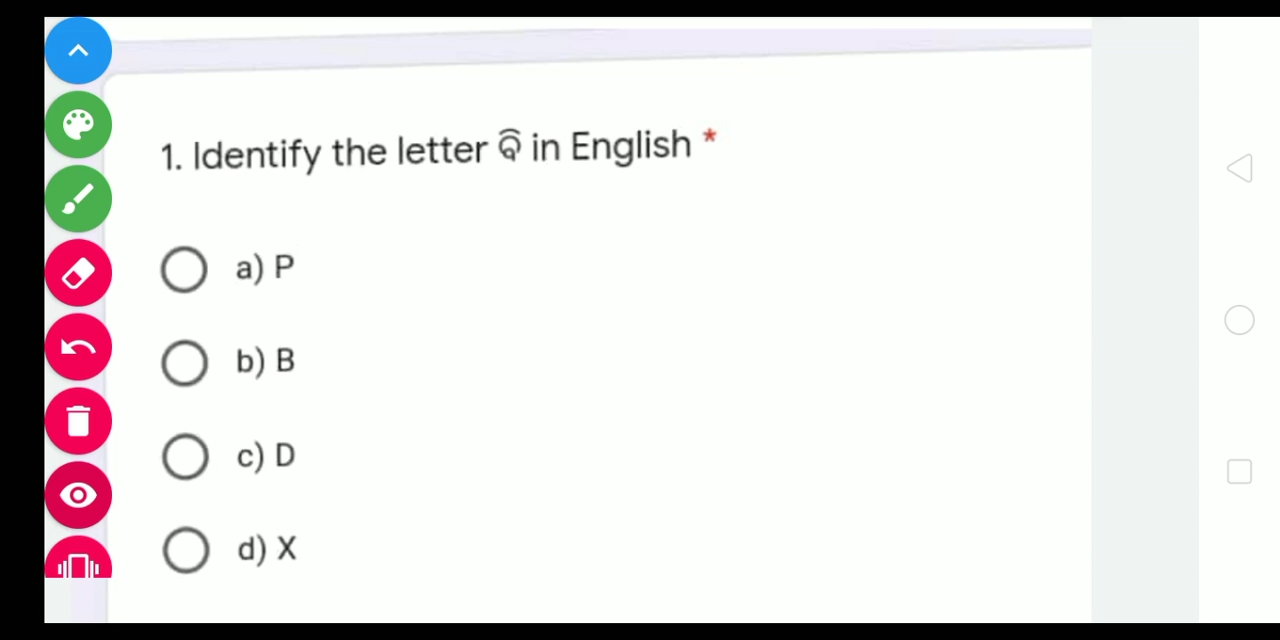 1. Identify the letter ବି in English *
a) P
b) B
c) D
d) X